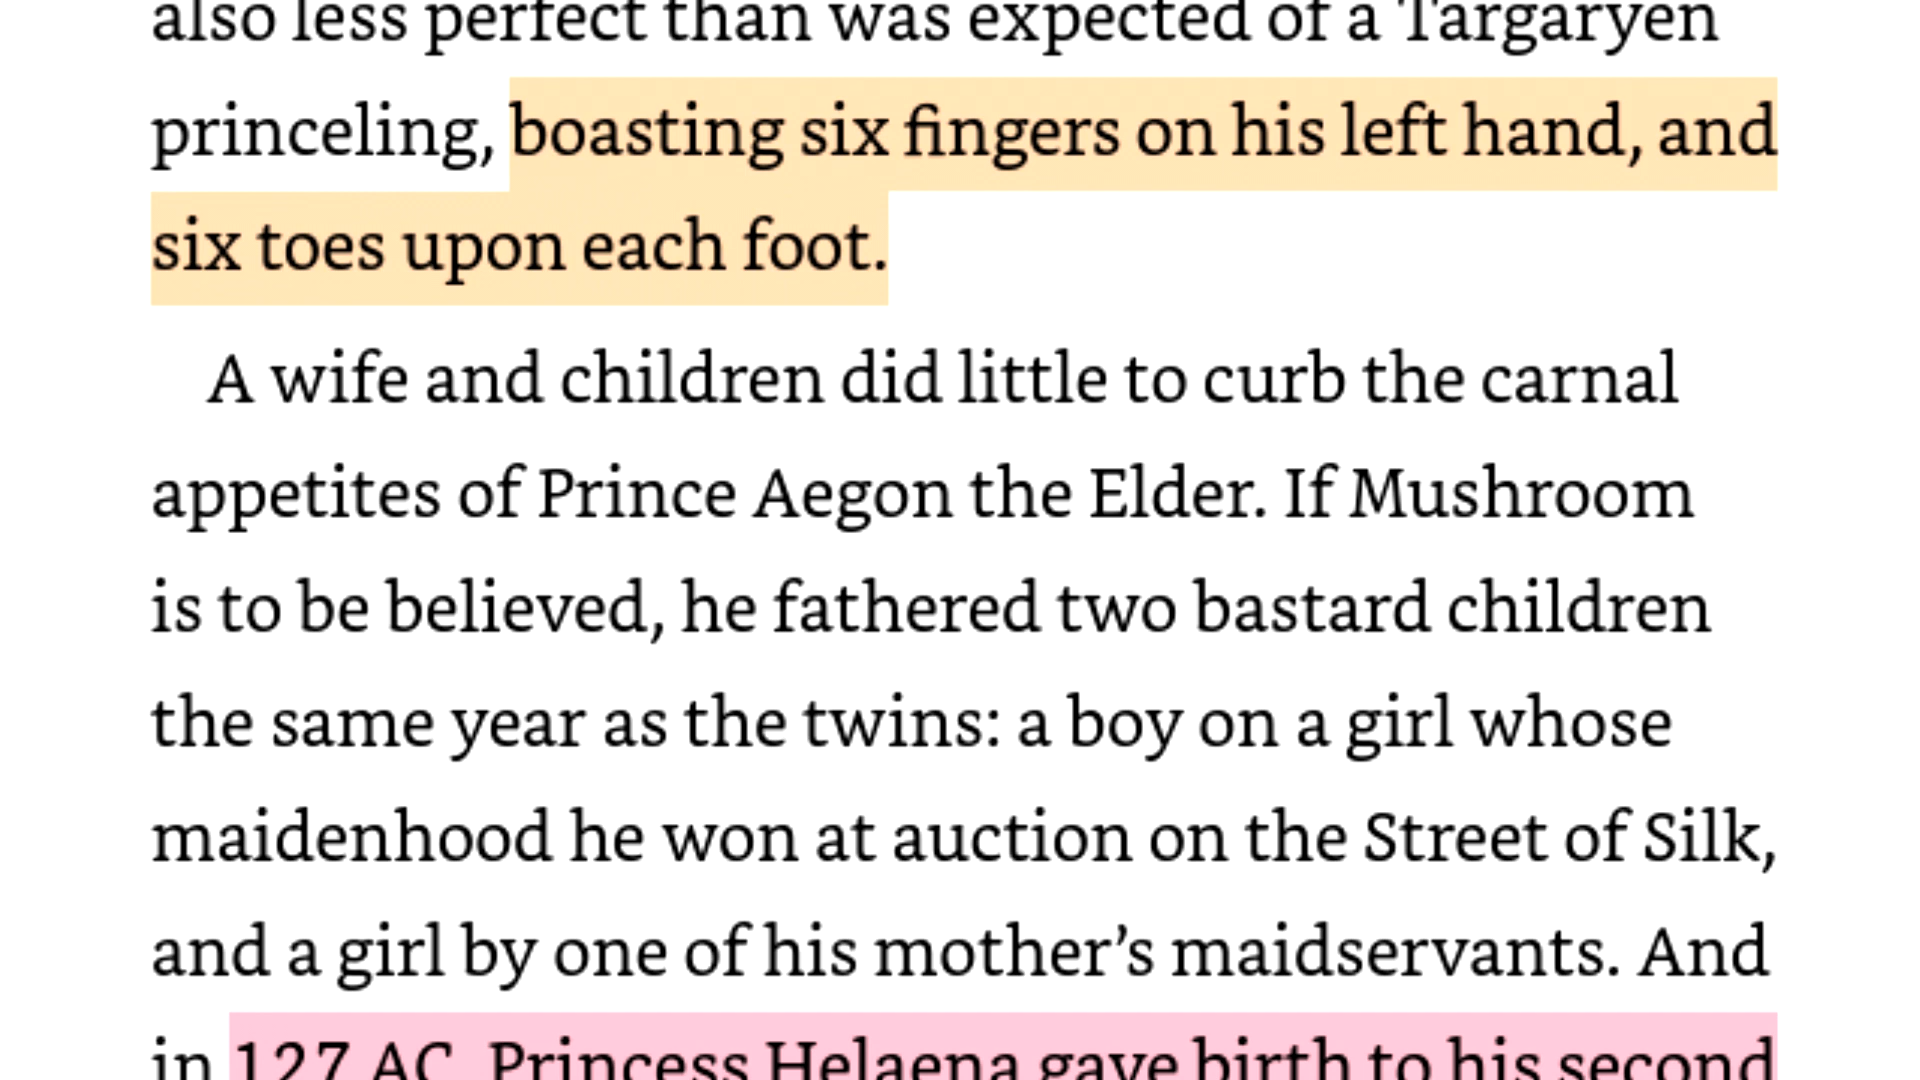 also less perfect than was expected of a Targaryen
princeling, boasting six fingers on his left hand, and
six toes upon each foot.
A wife and children did little to curb the carnal
appetites of Prince Aegon the Elder. If Mushroom
is to be believed, he fathered two bastard children
the same year as the twins: a boy on a girl whose
maidenhood he won at auction on the Street of Silk,
and a girl by one of his mother’s maidservants. And
in 127 AC, Princess Helaena gave birth to his second